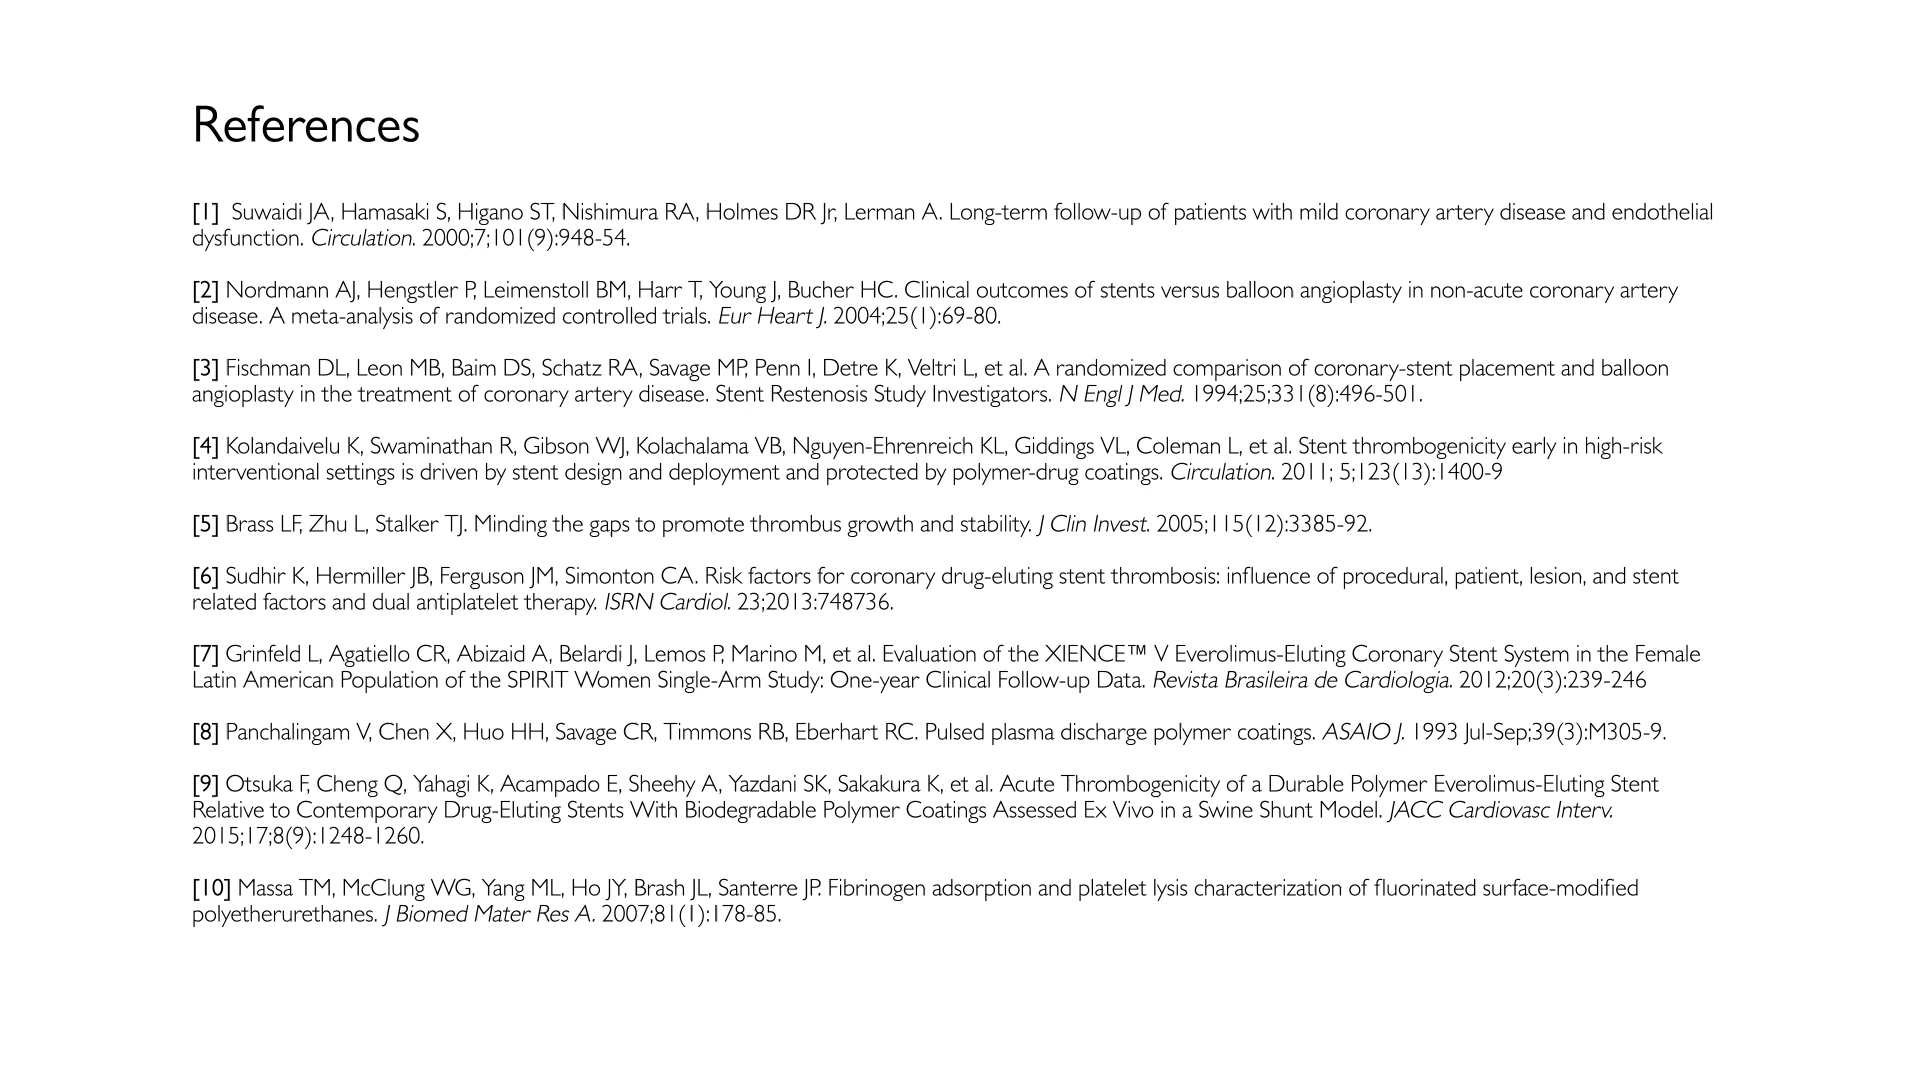 References
[1]  Suwaidi JA, Hamasaki S, Higano ST, Nishimura RA, Holmes DR Jr, Lerman A. Long-term follow-up of patients with mild coronary artery disease and endothelial
dysfunction. Circulation. 2000;7;101(9):948-54.
[2] Nordmann AJ, Hengstler P, Leimenstoll BM, Harr T, Young J, Bucher HC. Clinical outcomes of stents versus balloon angioplasty in non-acute coronary artery
disease. A meta-analysis of randomized controlled trials. Eur Heart J. 2004;25(1):69-80.
[3] Fischman DL, Leon MB, Baim DS, Schatz RA, Savage MP, Penn I, Detre K, Veltri L, et al. A randomized comparison of coronary-stent placement and balloon
angioplasty in the treatment of coronary artery disease. Stent Restenosis Study Investigators. N Engl J Med. 1994;25;331(8):496-501.
[4] Kolandaivelu K, Swaminathan R, Gibson WJ, Kolachalama VB, Nguyen-Ehrenreich KL, Giddings VL, Coleman L, et al. Stent thrombogenicity early in high-risk
interventional settings is driven by stent design and deployment and protected by polymer-drug coatings. Circulation. 2011; 5;123(13):1400-9
[5] Brass LF, Zhu L, Stalker TJ. Minding the gaps to promote thrombus growth and stability. J Clin Invest. 2005;115(12):3385-92.
[6] Sudhir K, Hermiller JB, Ferguson JM, Simonton CA. Risk factors for coronary drug-eluting stent thrombosis: influence of procedural, patient, lesion, and stent
related factors and dual antiplatelet therapy. ISRN Cardiol. 23;2013:748736.
[7] Grinfeld L, Agatiello CR, Abizaid A, Belardi J, Lemos P, Marino M, et al. Evaluation of the XIENCE™ V Everolimus-Eluting Coronary Stent System in the Female
Latin American Population of the SPIRIT Women Single-Arm Study: One-year Clinical Follow-up Data. Revista Brasileira de Cardiologia. 2012;20(3):239-246
[8] Panchalingam V, Chen X, Huo HH, Savage CR, Timmons RB, Eberhart RC. Pulsed plasma discharge polymer coatings. ASAIO J. 1993 Jul-Sep;39(3):M305-9.
[9] Otsuka F, Cheng Q, Yahagi K, Acampado E, Sheehy A, Yazdani SK, Sakakura K, et al. Acute Thrombogenicity of a Durable Polymer Everolimus-Eluting Stent
Relative to Contemporary Drug-Eluting Stents With Biodegradable Polymer Coatings Assessed Ex Vivo in a Swine Shunt Model. JACC Cardiovasc Interv.
2015;17;8(9):1248-1260.
[10] Massa TM, McClung WG, Yang ML, Ho JY, Brash JL, Santerre JP. Fibrinogen adsorption and platelet lysis characterization of fluorinated surface-modified
polyetherurethanes. J Biomed Mater Res A. 2007;81(1):178-85.